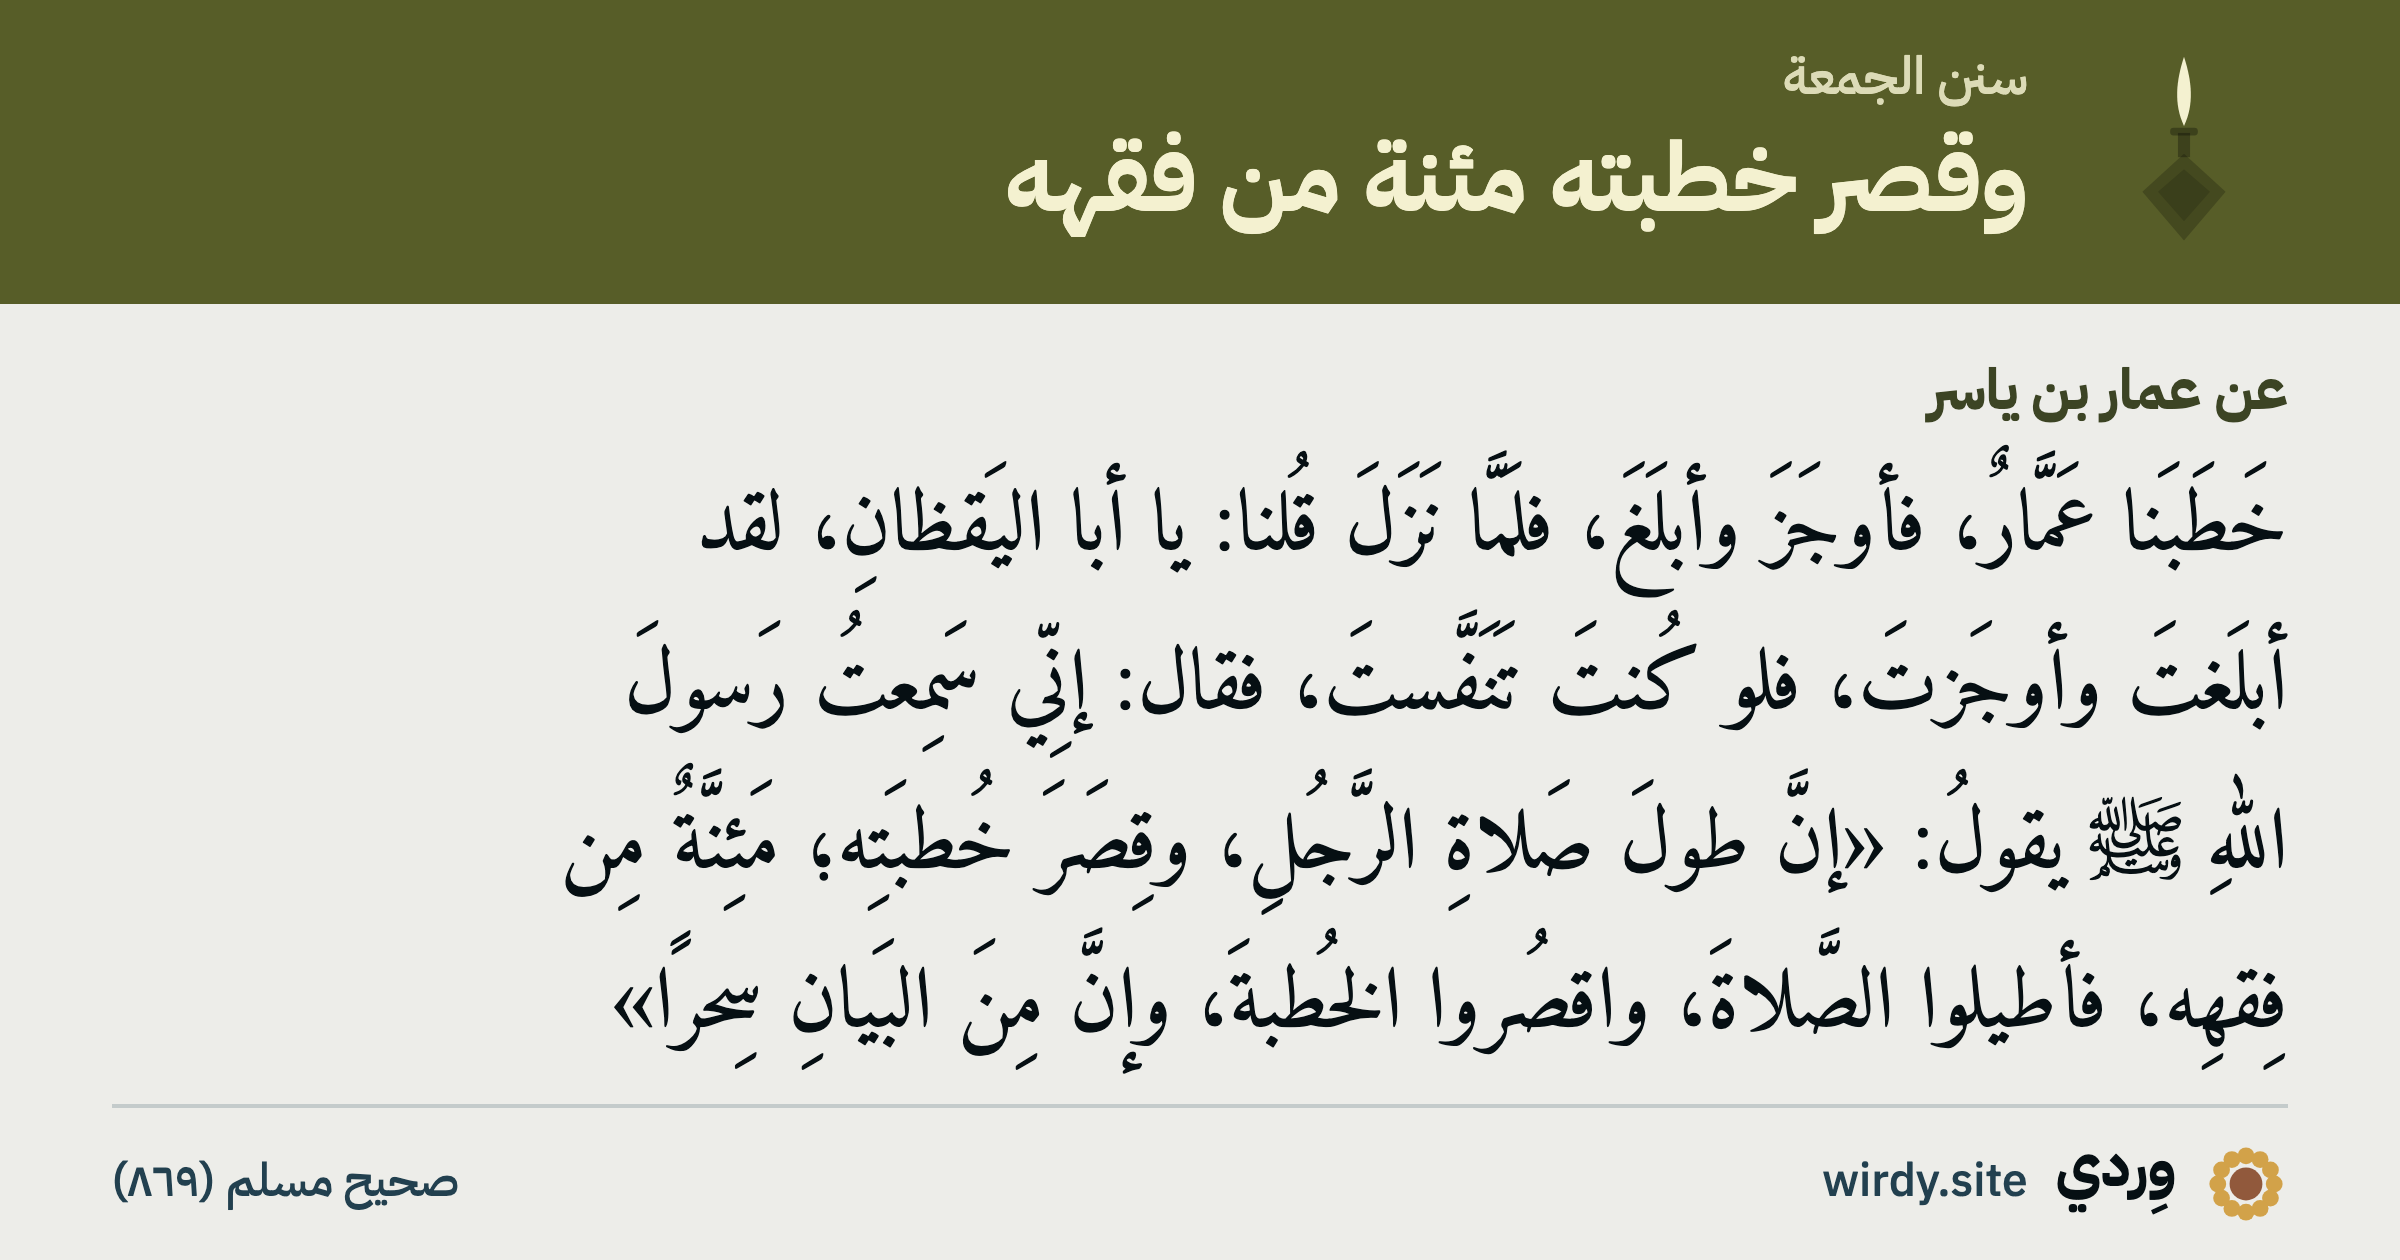 سنن الجمعة
وقصر خطبته مئنة من فقهه
عن عمار بن ياسر
خَطَبَنا عَمَّارٌ، فأوجَزَ وأبلَغَ، فلمَّا نَزَلَ قُلنا: يا أبا اليَقظانِ، لقد
أبلَغتَ وأوجَزتَ، فلو كُنتَ تَنَفَّستَ، فقال: إنِّي سَمِعتُ رَسولَ
اللهِ ﷺ يقولُ: «إنَّ طولَ صَلاةِ الرَّجُلِ، وقِصَرَ خُطبَتِه؛ مَئِنَّةٌ مِن
فِقهِه، فأطيلوا الصَّلاةَ، واقصُروا الخُطبةَ، وإنَّ مِنَ البَيانِ سِحرًا»
وِردي wirdy.site
صحيح مسلم (٨٦٩)